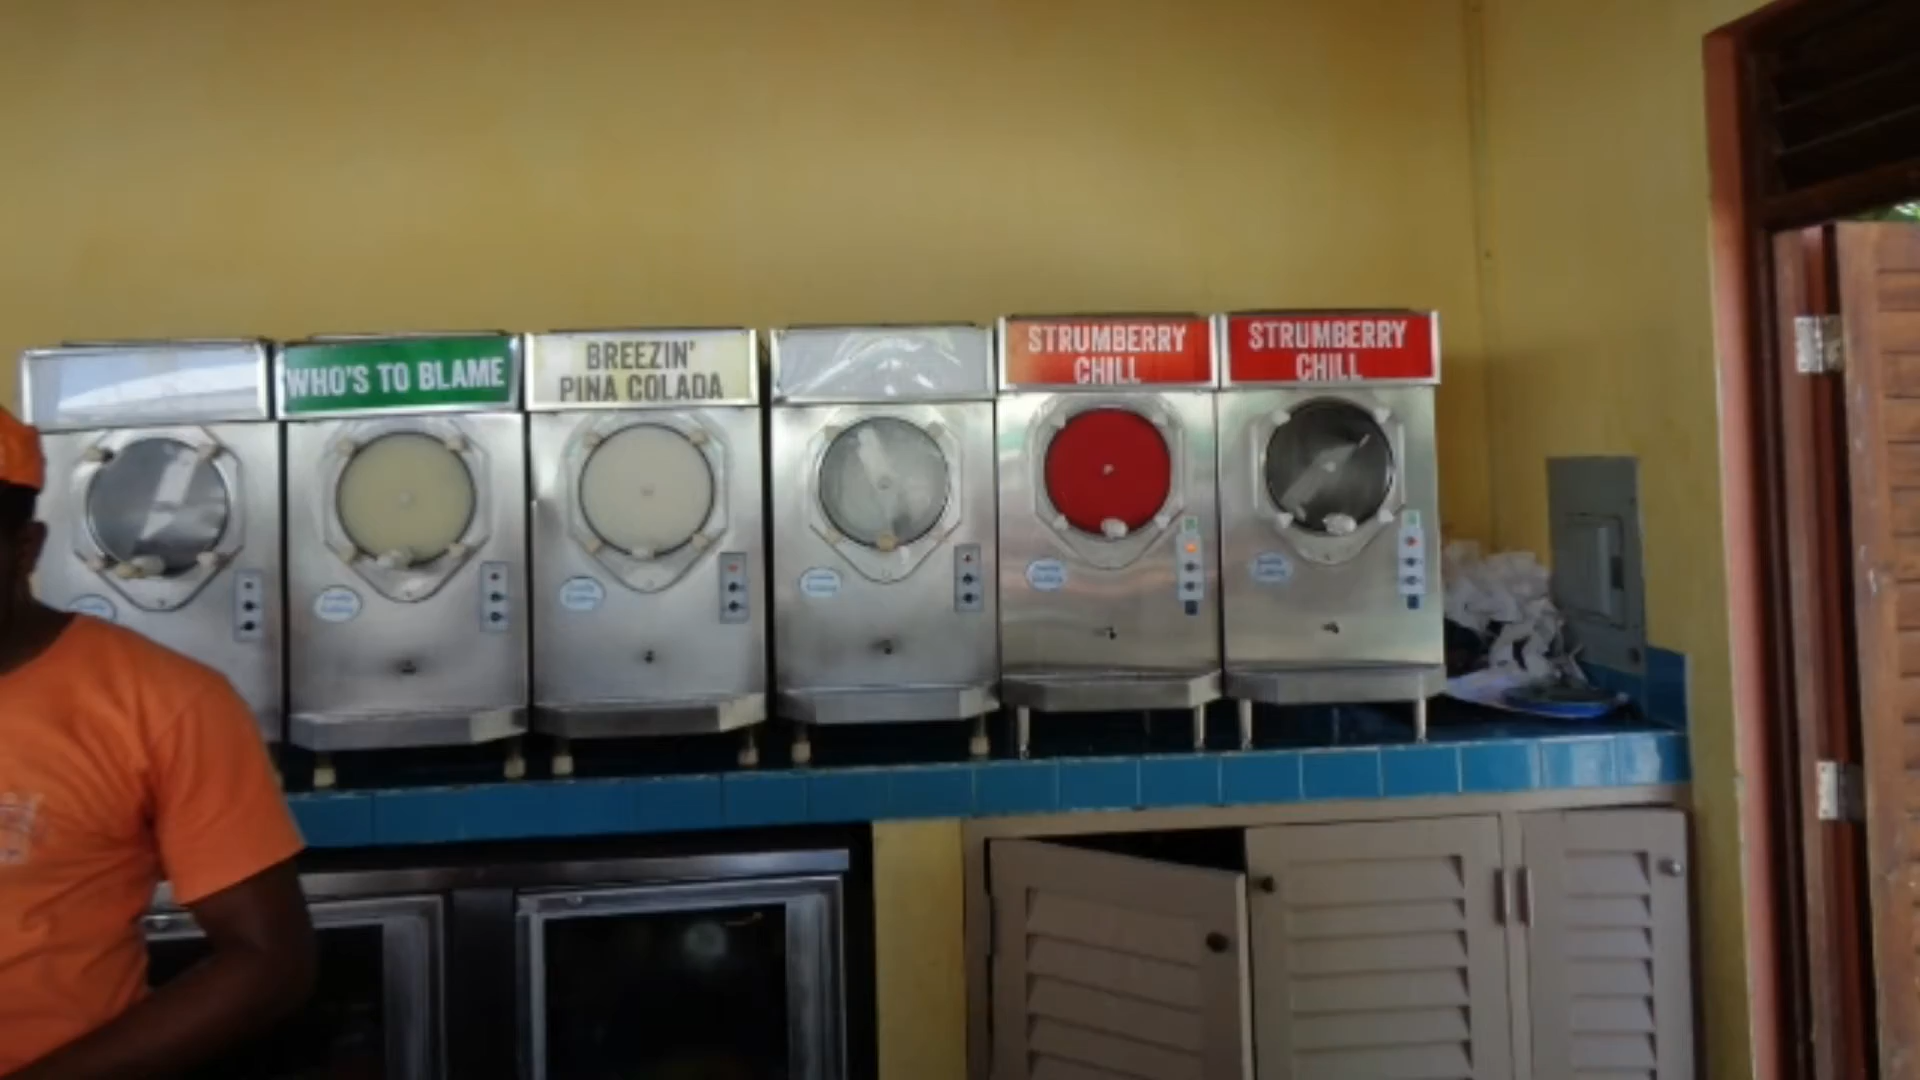 WHO'S TO BLAME
BREEZIN'
PINA COLADA
STRUMBERRY
CHILL
STRUMBERRY
CHILL